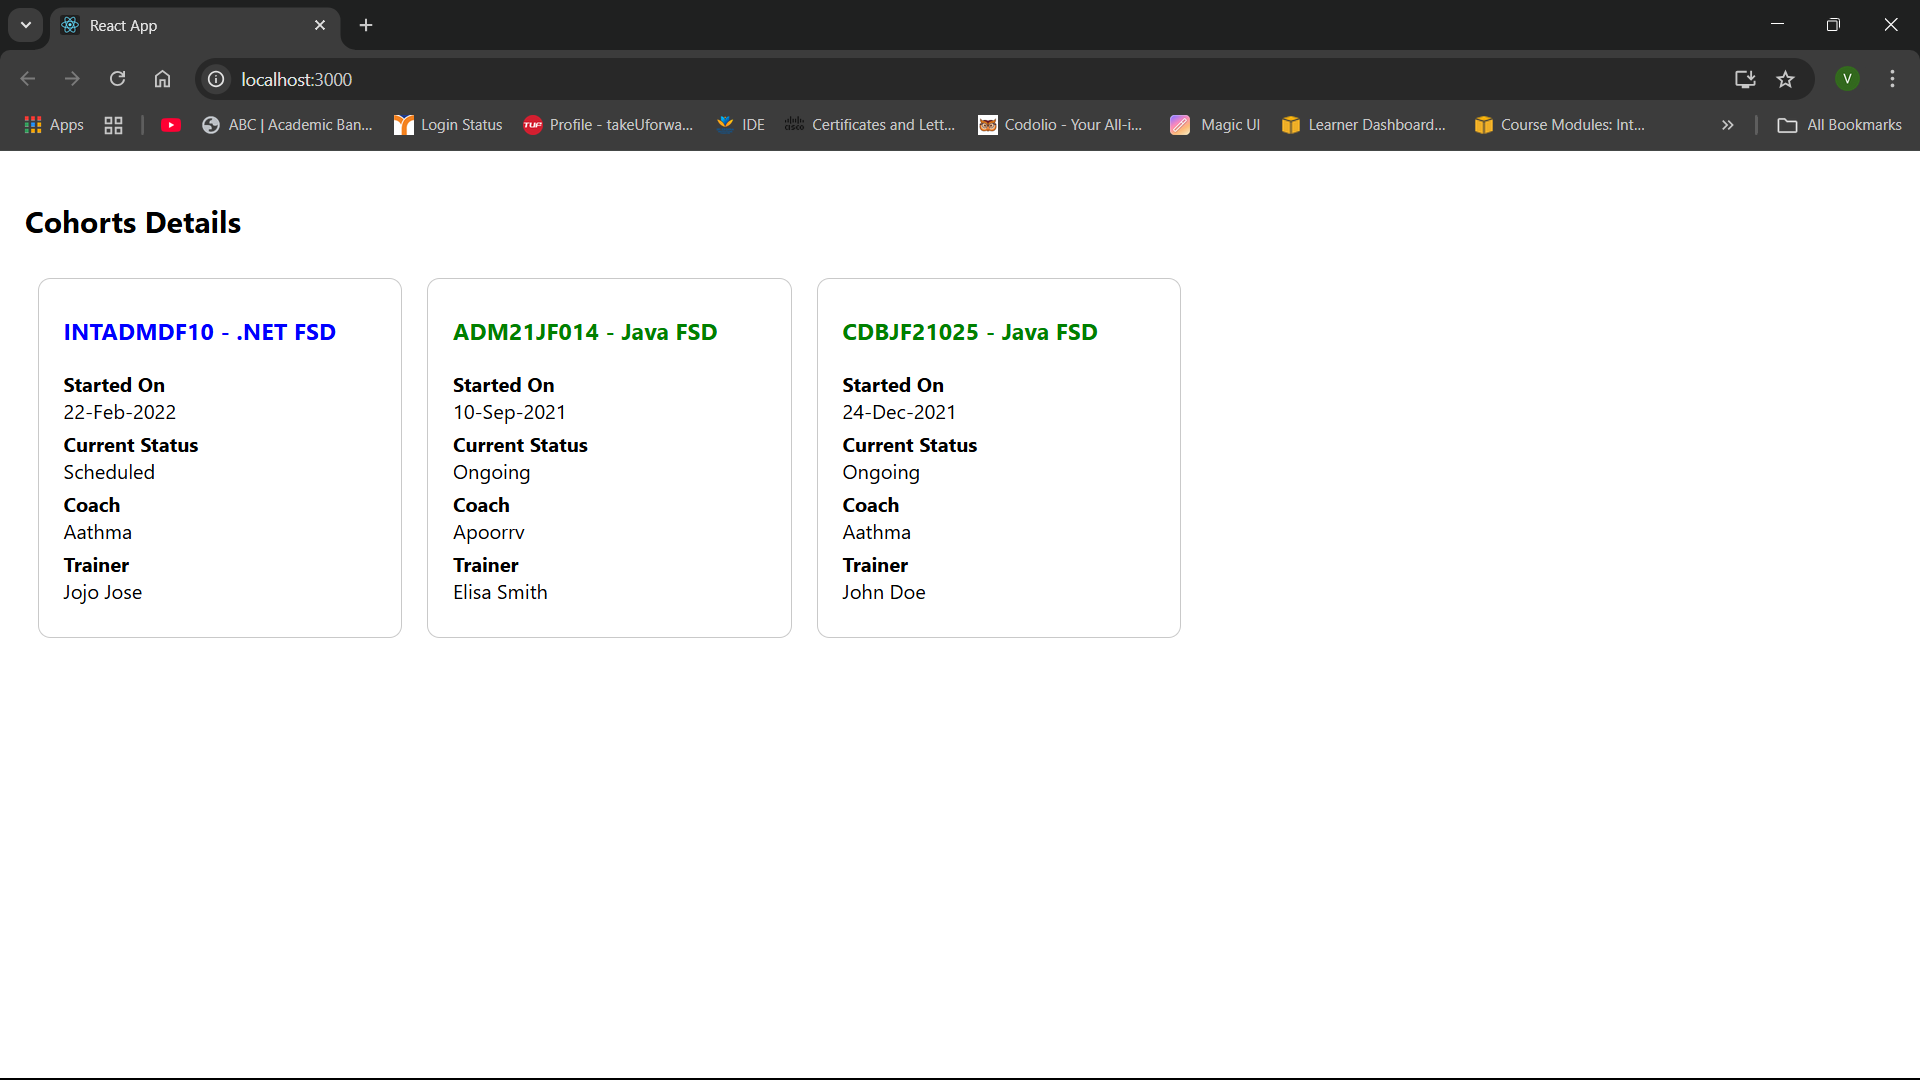 React App
localhost:3000
V
Apps
ABC | Academic Ban...
Login Status
TUF
Profile - takeUforwa...
IDE
cisco
Certificates and Lett...
Codolio - Your All-i...
Magic UI
Learner Dashboard...
Course Modules: Int...
All Bookmarks
Cohorts Details
INTADMDF10 - .NET FSD
Started On
22-Feb-2022
Current Status
Scheduled
Coach
Aathma
Trainer
Jojo Jose
ADM21JF014 - Java FSD
Started On
10-Sep-2021
Current Status
Ongoing
Coach
Apoorrv
Trainer
Elisa Smith
CDBJF21025 - Java FSD
Started On
24-Dec-2021
Current Status
Ongoing
Coach
Aathma
Trainer
John Doe